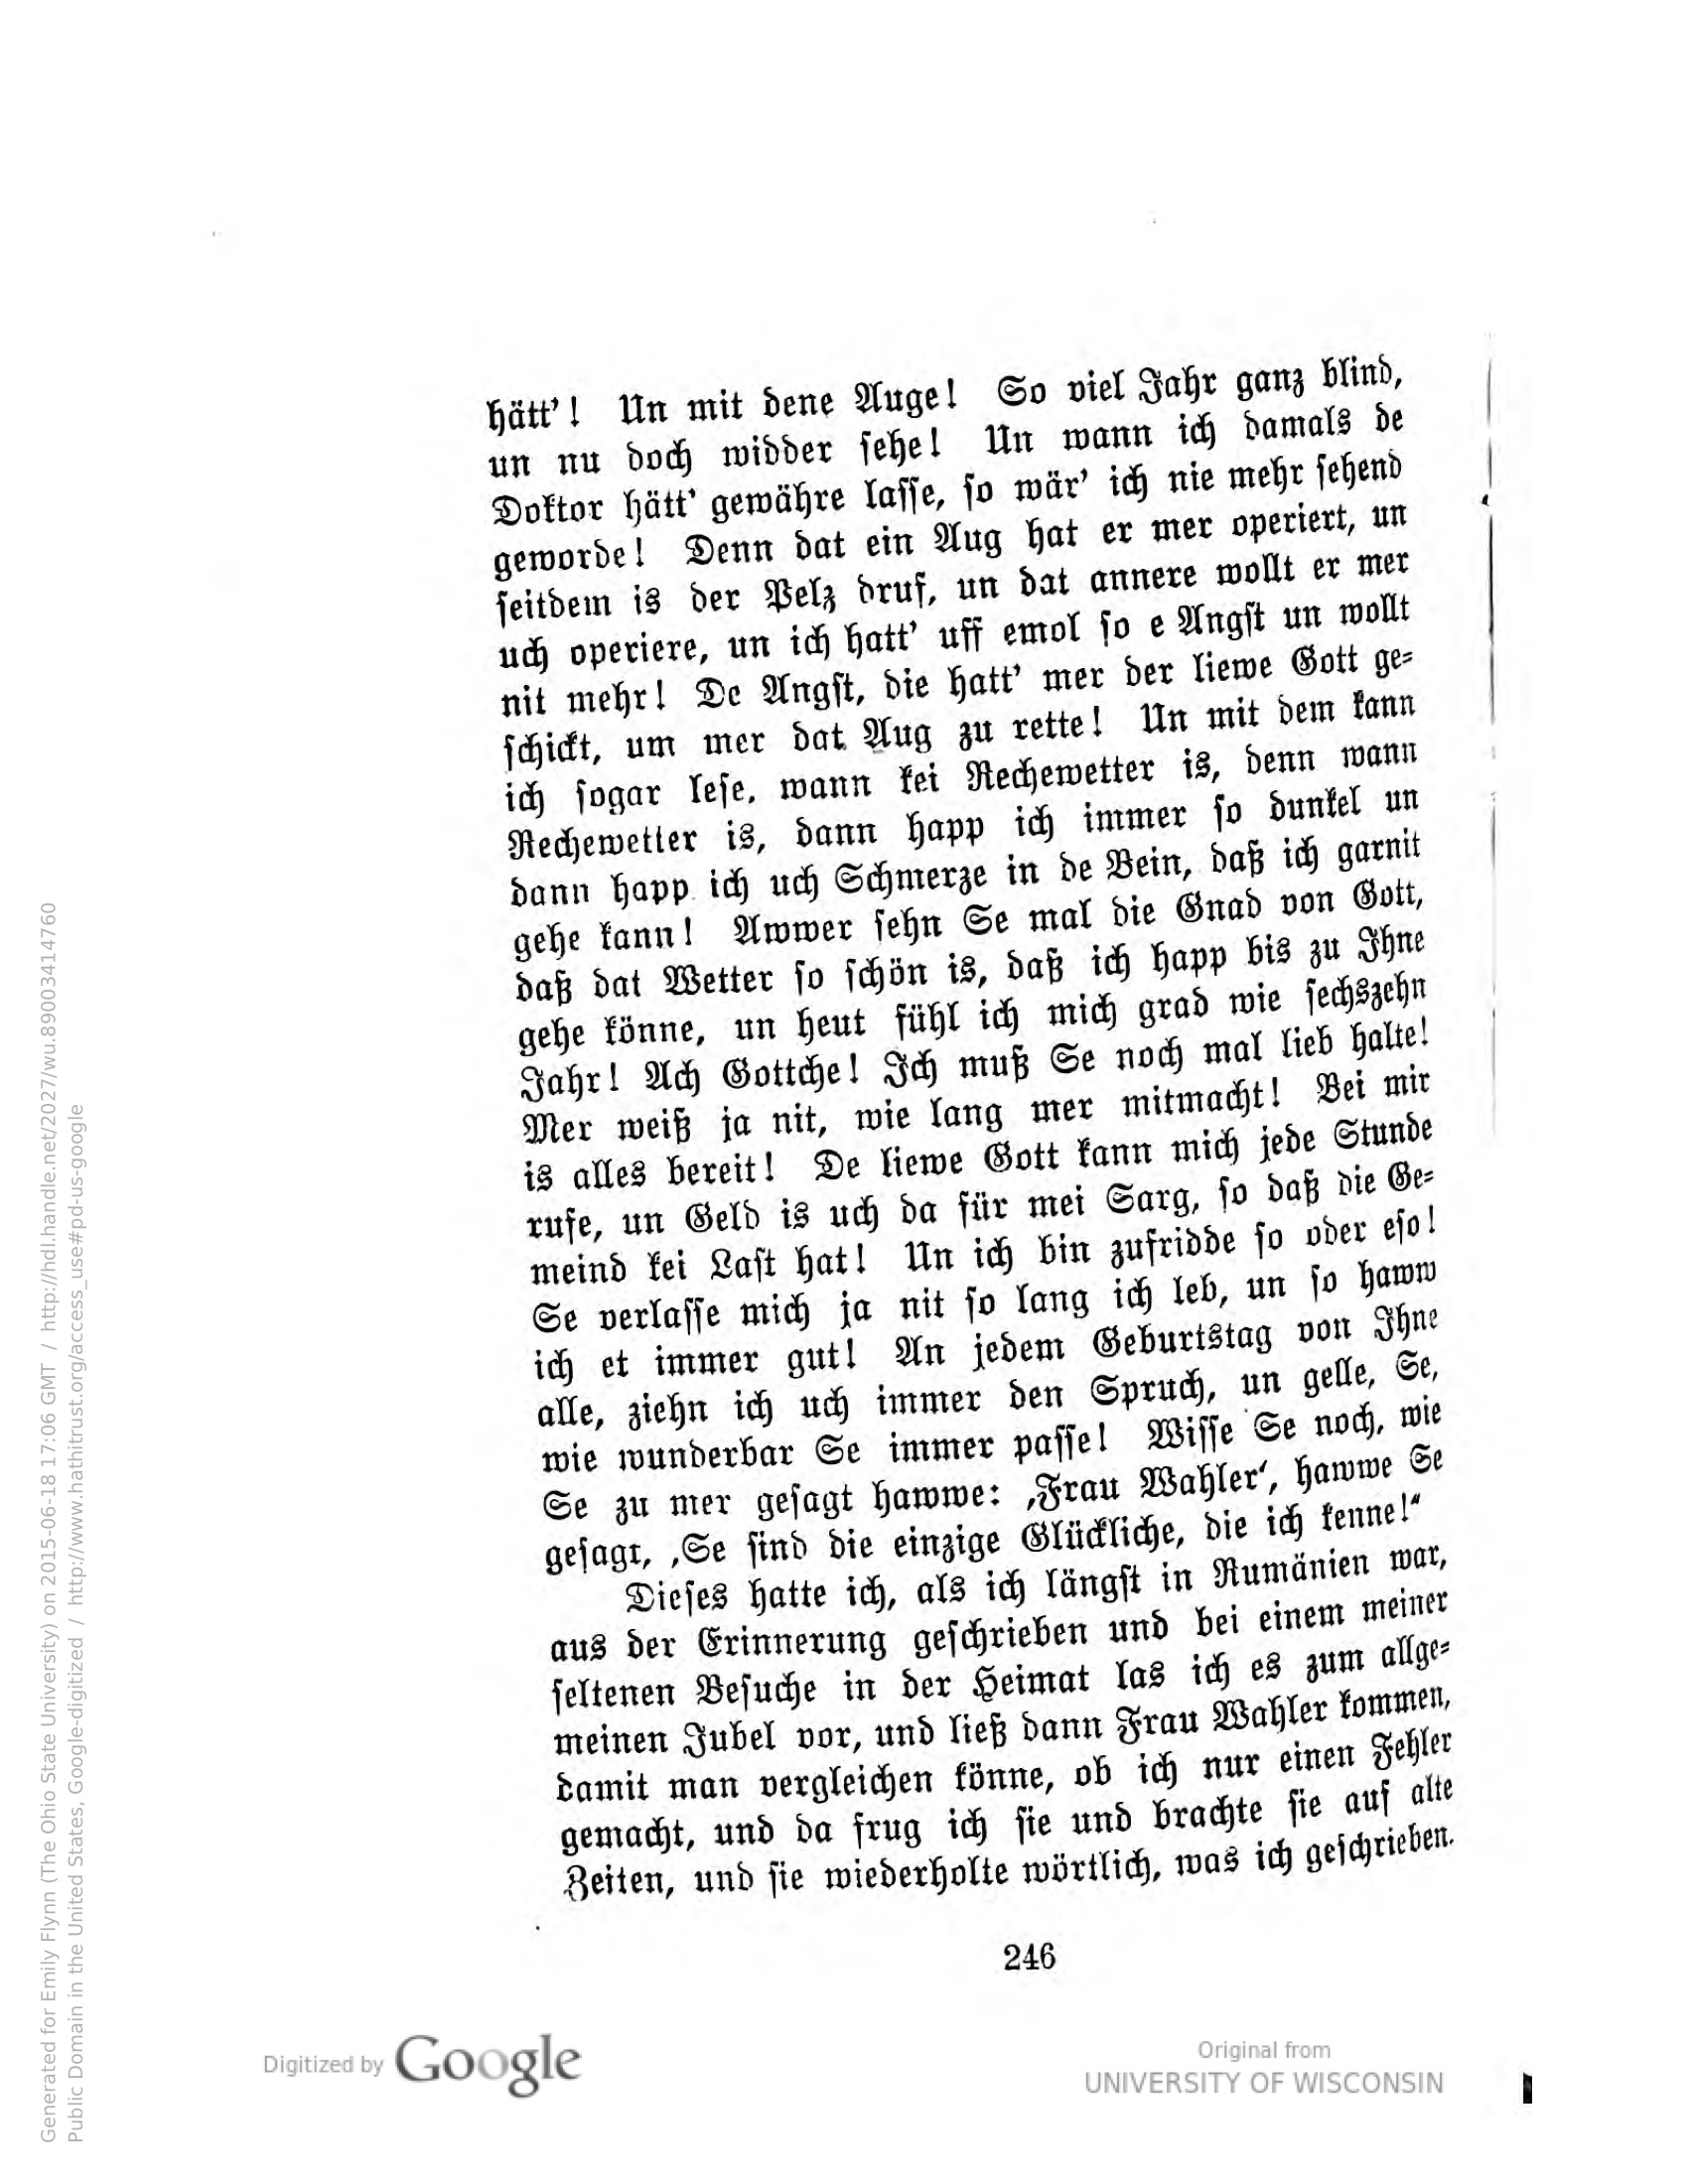 hätt’! Un mit dene Auge! So viel Jahr ganz blind,
un nu doch widder sehe! Un wann ich damals de
Doktor hätt’ gewähre lasse, so wär’ ich nie mehr sehend
geworde! Denn dat ein Aug hat er mer operiert, un
seitdem is der Pelz druf, un dat annere wollt er mer
uch operiere, un ich hatt’ uff emol so e Angst un wollt
nit mehr! De Angst, die hatt’ mer der liewe Gott ge-
schickt, um mer dat Aug zu rette! Un mit dem kann
ich sogar lese, wann kei Rechewetter is, denn wann
Rechewetter is, dann happ ich immer so dunkel un
dann happ ich uch Schmerze in de Bein, daß ich garnit
gehe kann! Awwer sehn Se mal die Gnad von Gott,
daß dat Wetter so schön is, daß ich happ bis zu Ihne
gehe könne, un heut fühl ich mich grad wie sechszehn
Jahr! Ach Gottche! Ich muß Se noch mal lieb halte!
Mer weiß ja nit, wie lang mer mitmacht! Bei mir
is alles bereit! De liewe Gott kann mich jede Stunde
rufe, un Geld is uch da für mei Sarg, so daß die Ge-
meind kei Last hat! Un ich bin zufridde so oder eso!
Se verlasse mich ja nit so lang ich leb, un so haww
ich et immer gut! An jedem Geburtstag von Ihne
alle, ziehn ich uch immer den Spruch, un gelle, Se,
wie wunderbar Se immer passe! Wisse Se noch, wie
Se zu mer gesagt hawwe: ‚Frau Wahler‘, hawwe Se
gesagt, ‚Se sind die einzige Glückliche, die ich kenne!“
Dieses hatte ich, als ich längst in Rumänien war,
aus der Erinnerung geschrieben und bei einem meiner
seltenen Besuche in der Heimat las ich es zum allge-
meinen Jubel vor, und ließ dann Frau Wahler kommen,
damit man vergleichen könne, ob ich nur einen Fehler
gemacht, und da frug ich sie und brachte sie auf alte
Zeiten, und sie wiederholte wörtlich, was ich geschrieben.
246
Digitized by Google
Original from
UNIVERSITY OF WISCONSIN
Generated for Emily Flynn (The Ohio State University) on 2015-06-18 17:06 GMT / http://hdl.handle.net/2027/wu.89003414760
Public Domain in the United States, Google-digitized / http://www.hathitrust.org/access_use#pd-us-google